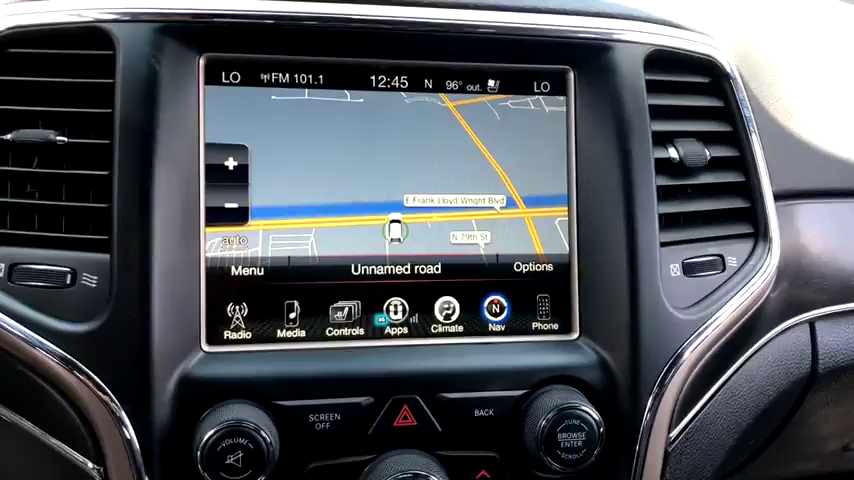 LO FM 101.1 12:45 N 96° out. LO
+
E Frank Lloyd Wright Blvd
−
N 79th St
auto
Menu Unnamed road Options
Radio Media Controls Apps Climate N Nav Phone
SCREEN OFF
BACK
VOLUME
TUNE
BROWSE
ENTER
SCROLL